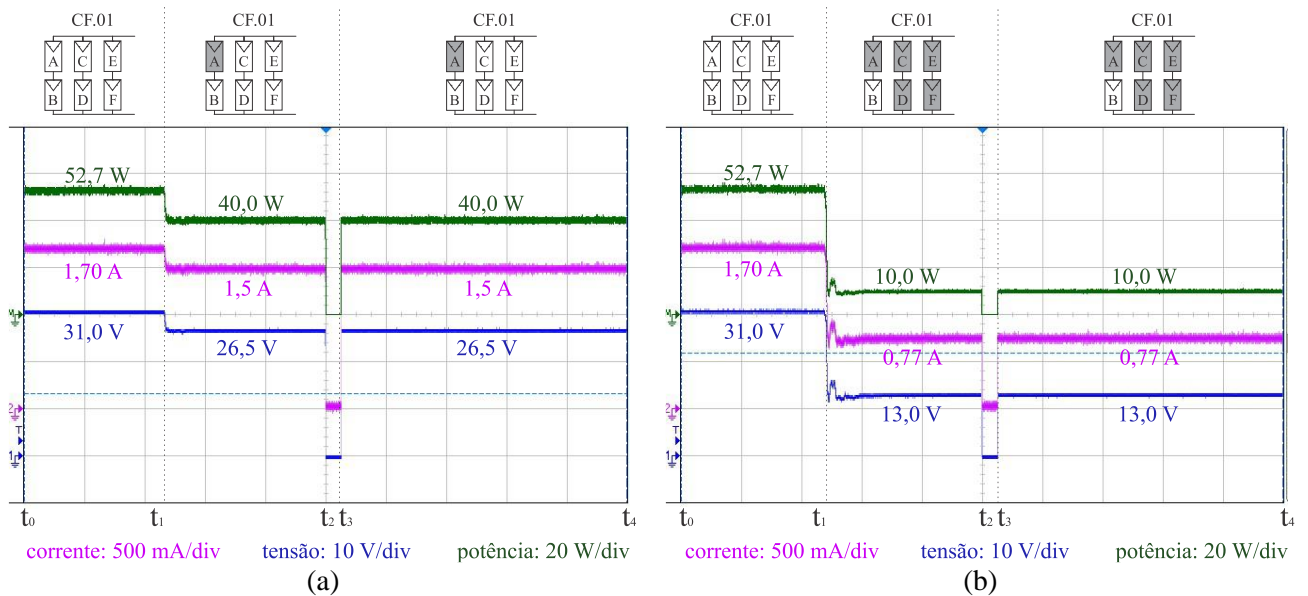 CF.01 CF.01 CF.01
A C E A C E A C E
B D F B D F B D F
52,7 W
40,0 W 40,0 W
1,70 A
1,5 A 1,5 A
31,0 V
26,5 V 26,5 V
M
2
T
1
t0 t1 t2 t3 t4
corrente: 500 mA/div tensão: 10 V/div potência: 20 W/div
(a)
CF.01 CF.01 CF.01
A C E A C E A C E
B D F B D F B D F
52,7 W
10,0 W 10,0 W
1,70 A
0,77 A 0,77 A
31,0 V
13,0 V 13,0 V
M
2
T
1
t0 t1 t2 t3 t4
corrente: 500 mA/div tensão: 10 V/div potência: 20 W/div
(b)